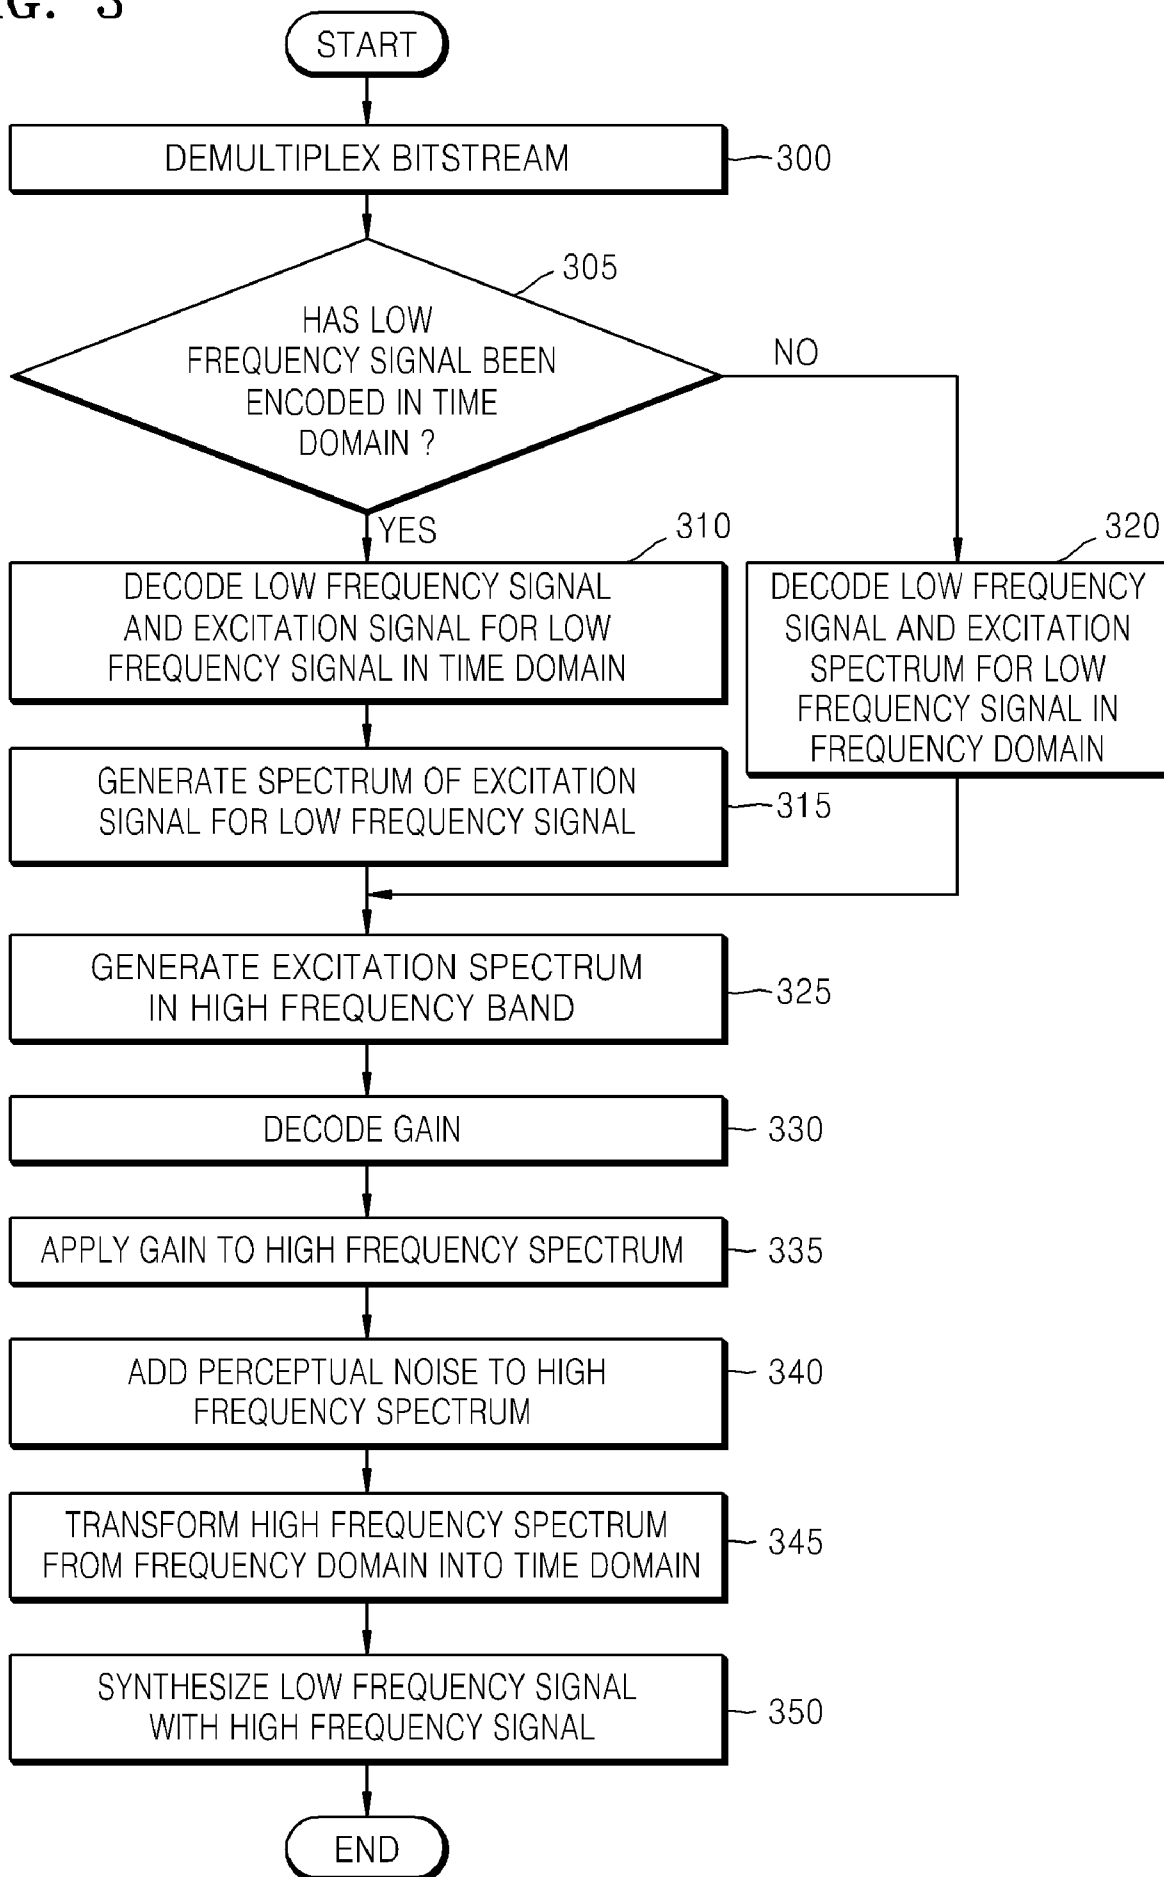 FIG. 3
START
DEMULTIPLEX BITSTREAM
300
305
HAS LOW
FREQUENCY SIGNAL BEEN
ENCODED IN TIME
DOMAIN ?
NO
YES
310
320
DECODE LOW FREQUENCY SIGNAL
AND EXCITATION SIGNAL FOR LOW
FREQUENCY SIGNAL IN TIME DOMAIN
DECODE LOW FREQUENCY
SIGNAL AND EXCITATION
SPECTRUM FOR LOW
FREQUENCY SIGNAL IN
FREQUENCY DOMAIN
GENERATE SPECTRUM OF EXCITATION
SIGNAL FOR LOW FREQUENCY SIGNAL
315
GENERATE EXCITATION SPECTRUM
IN HIGH FREQUENCY BAND
325
DECODE GAIN
330
APPLY GAIN TO HIGH FREQUENCY SPECTRUM
335
ADD PERCEPTUAL NOISE TO HIGH
FREQUENCY SPECTRUM
340
TRANSFORM HIGH FREQUENCY SPECTRUM
FROM FREQUENCY DOMAIN INTO TIME DOMAIN
345
SYNTHESIZE LOW FREQUENCY SIGNAL
WITH HIGH FREQUENCY SIGNAL
350
END